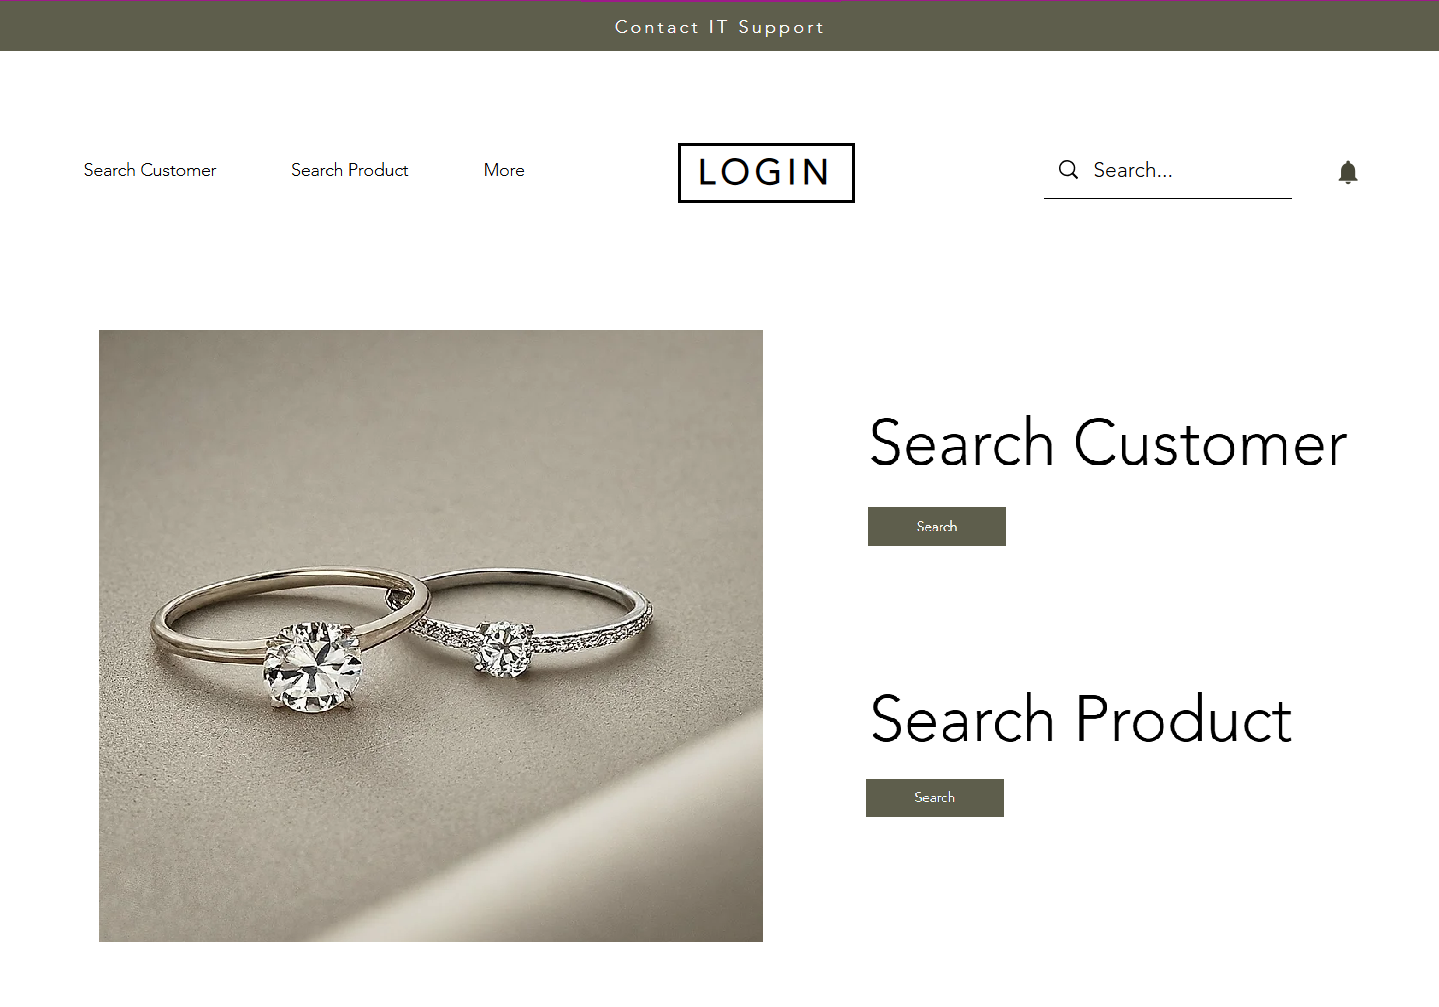 Contact IT Support
Search Customer
Search Product
More
LOGIN
Search...
Search Customer
Search
Search Product
Search